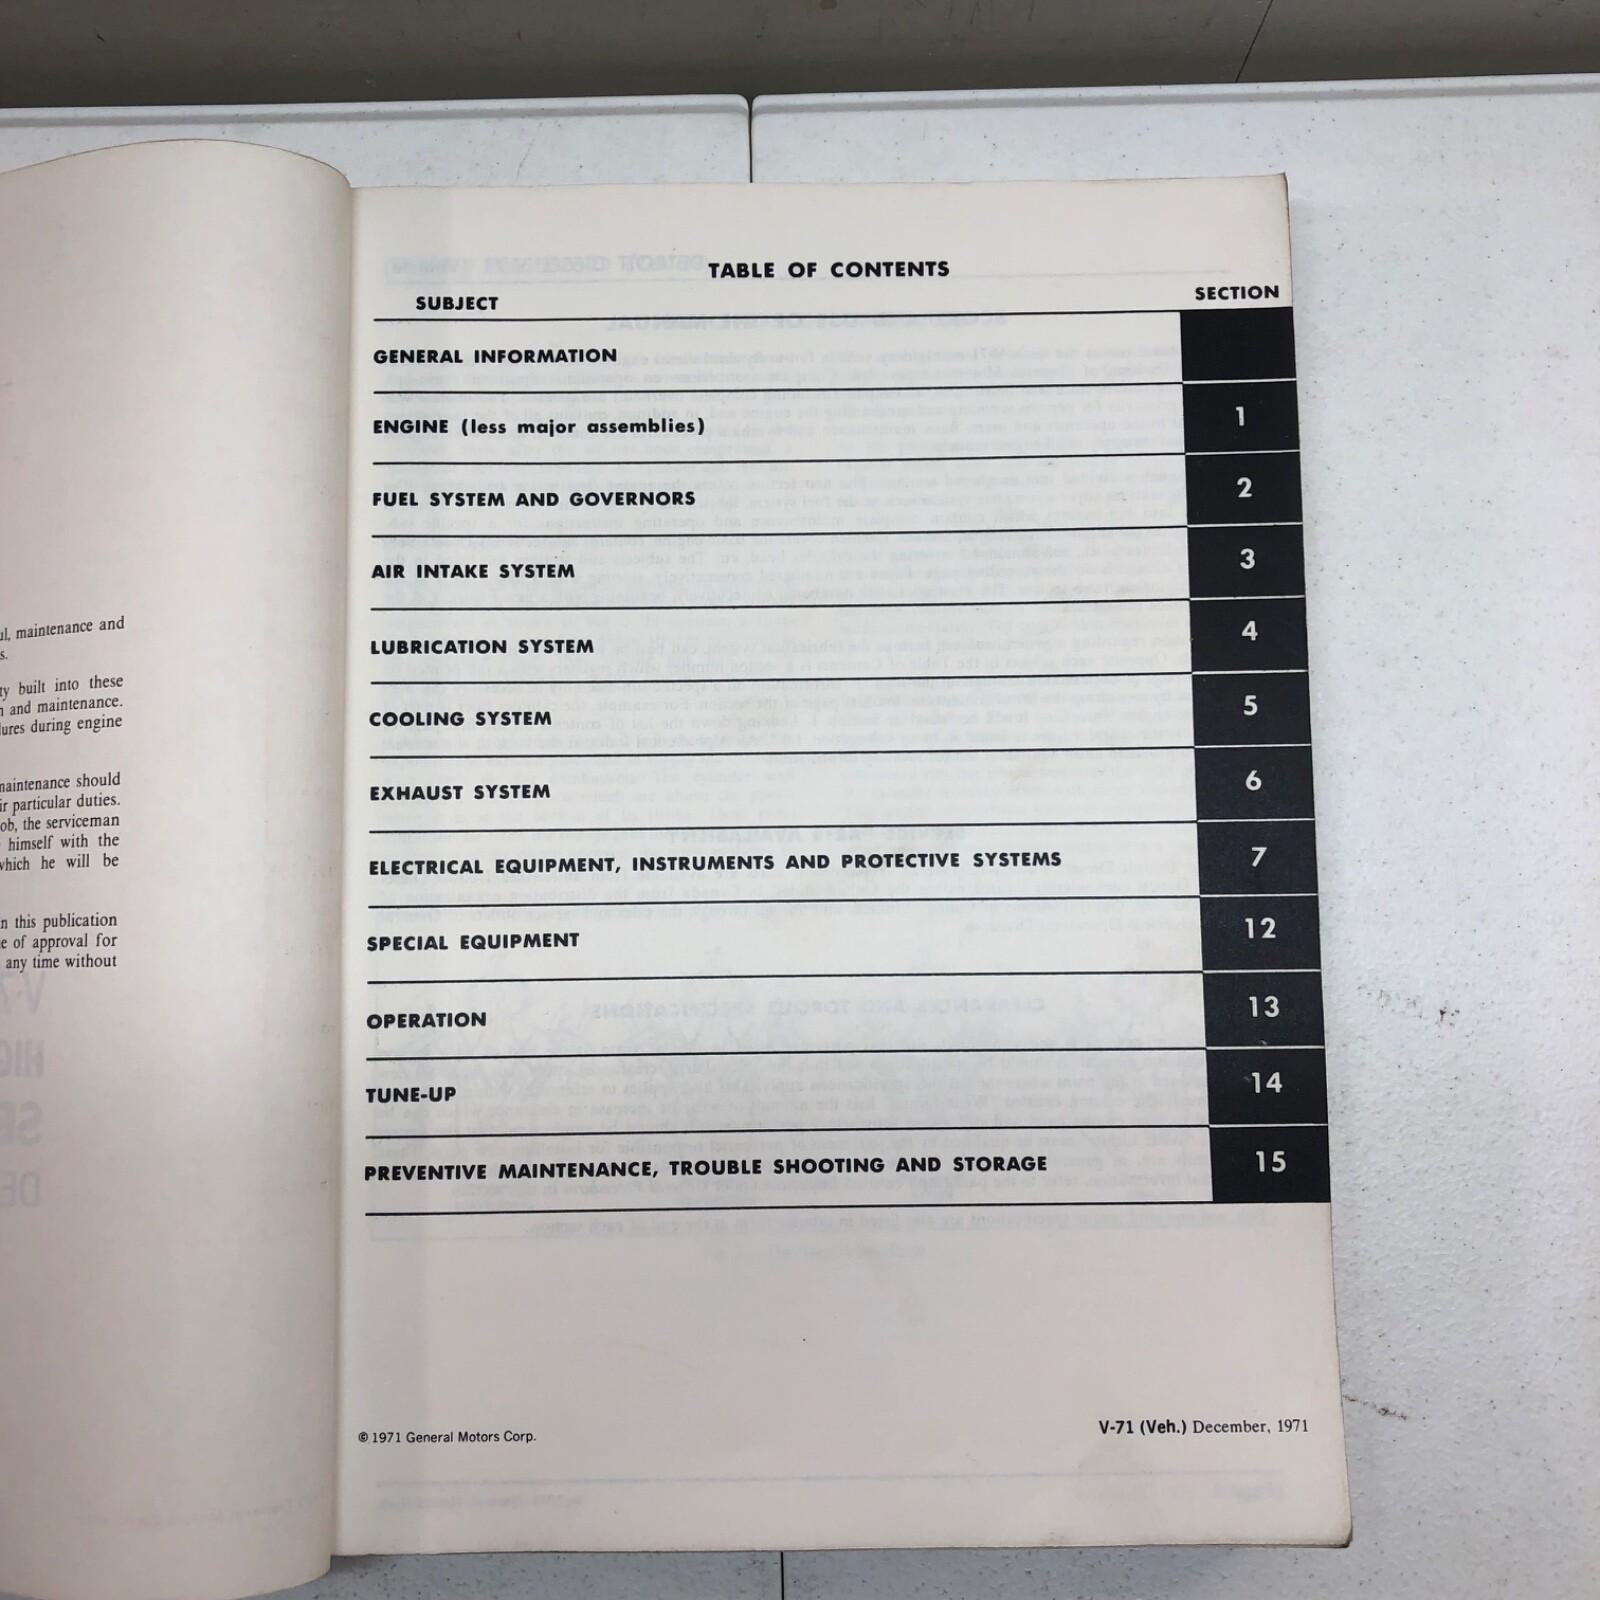 ul, maintenance and
s.
ty built into these
n and maintenance.
lures during engine
naintenance should
ir particular duties.
ob, the serviceman
himself with the
which he will be
n this publication
e of approval for
any time without
TABLE OF CONTENTS
SUBJECT SECTION
GENERAL INFORMATION
ENGINE (less major assemblies) 1
FUEL SYSTEM AND GOVERNORS 2
AIR INTAKE SYSTEM 3
LUBRICATION SYSTEM 4
COOLING SYSTEM 5
EXHAUST SYSTEM 6
ELECTRICAL EQUIPMENT, INSTRUMENTS AND PROTECTIVE SYSTEMS 7
SPECIAL EQUIPMENT 12
OPERATION 13
TUNE-UP 14
PREVENTIVE MAINTENANCE, TROUBLE SHOOTING AND STORAGE 15
© 1971 General Motors Corp. V-71 (Veh.) December, 1971